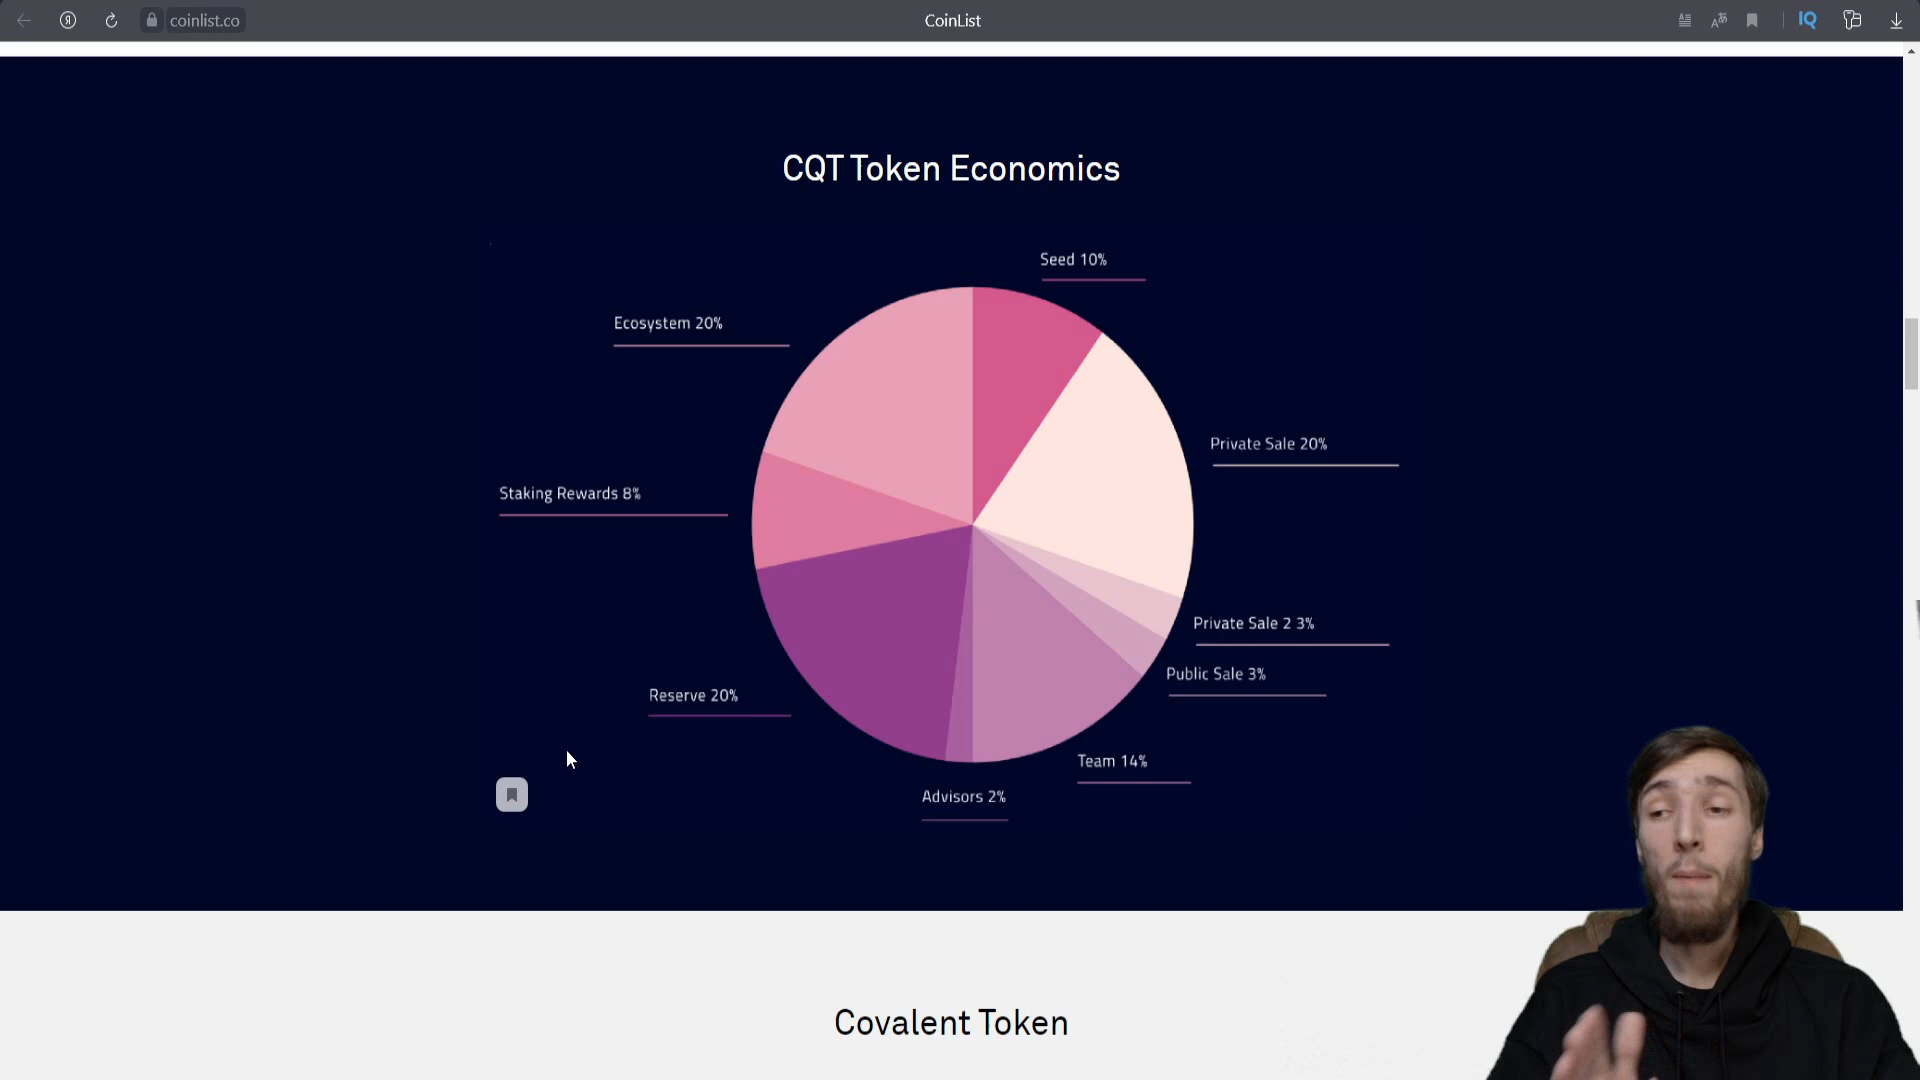 coinlist.co
CoinList
IQ
CQT Token Economics
Seed 10%
Ecosystem 20%
Private Sale 20%
Staking Rewards 8%
Private Sale 2 3%
Public Sale 3%
Reserve 20%
Team 14%
Advisors 2%
Covalent Token